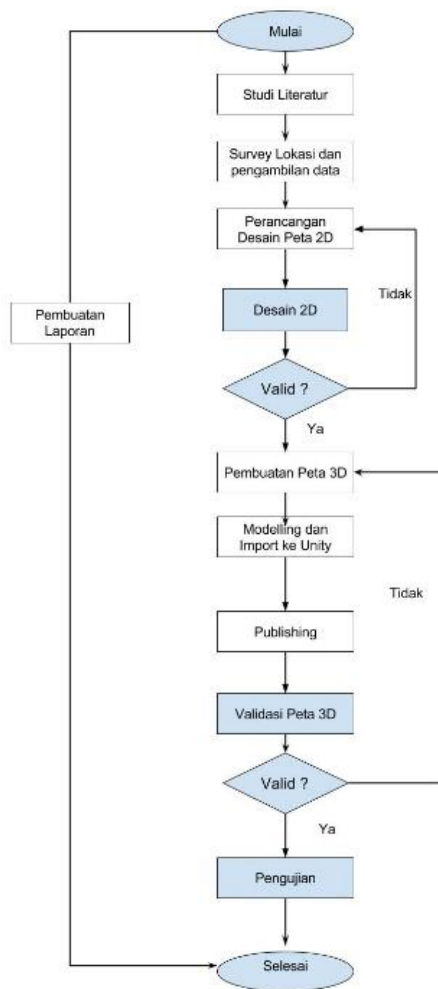 Mulai
Studi Literatur
Survey Lokasi dan
pengambilan data
Perancangan
Desain Peta 2D
Tidak
Desain 2D
Pembuatan
Laporan
Valid ?
Ya
Pembuatan Peta 3D
Modelling dan
Import ke Unity
Tidak
Publishing
Validasi Peta 3D
Valid ?
Ya
Pengujian
Selesai